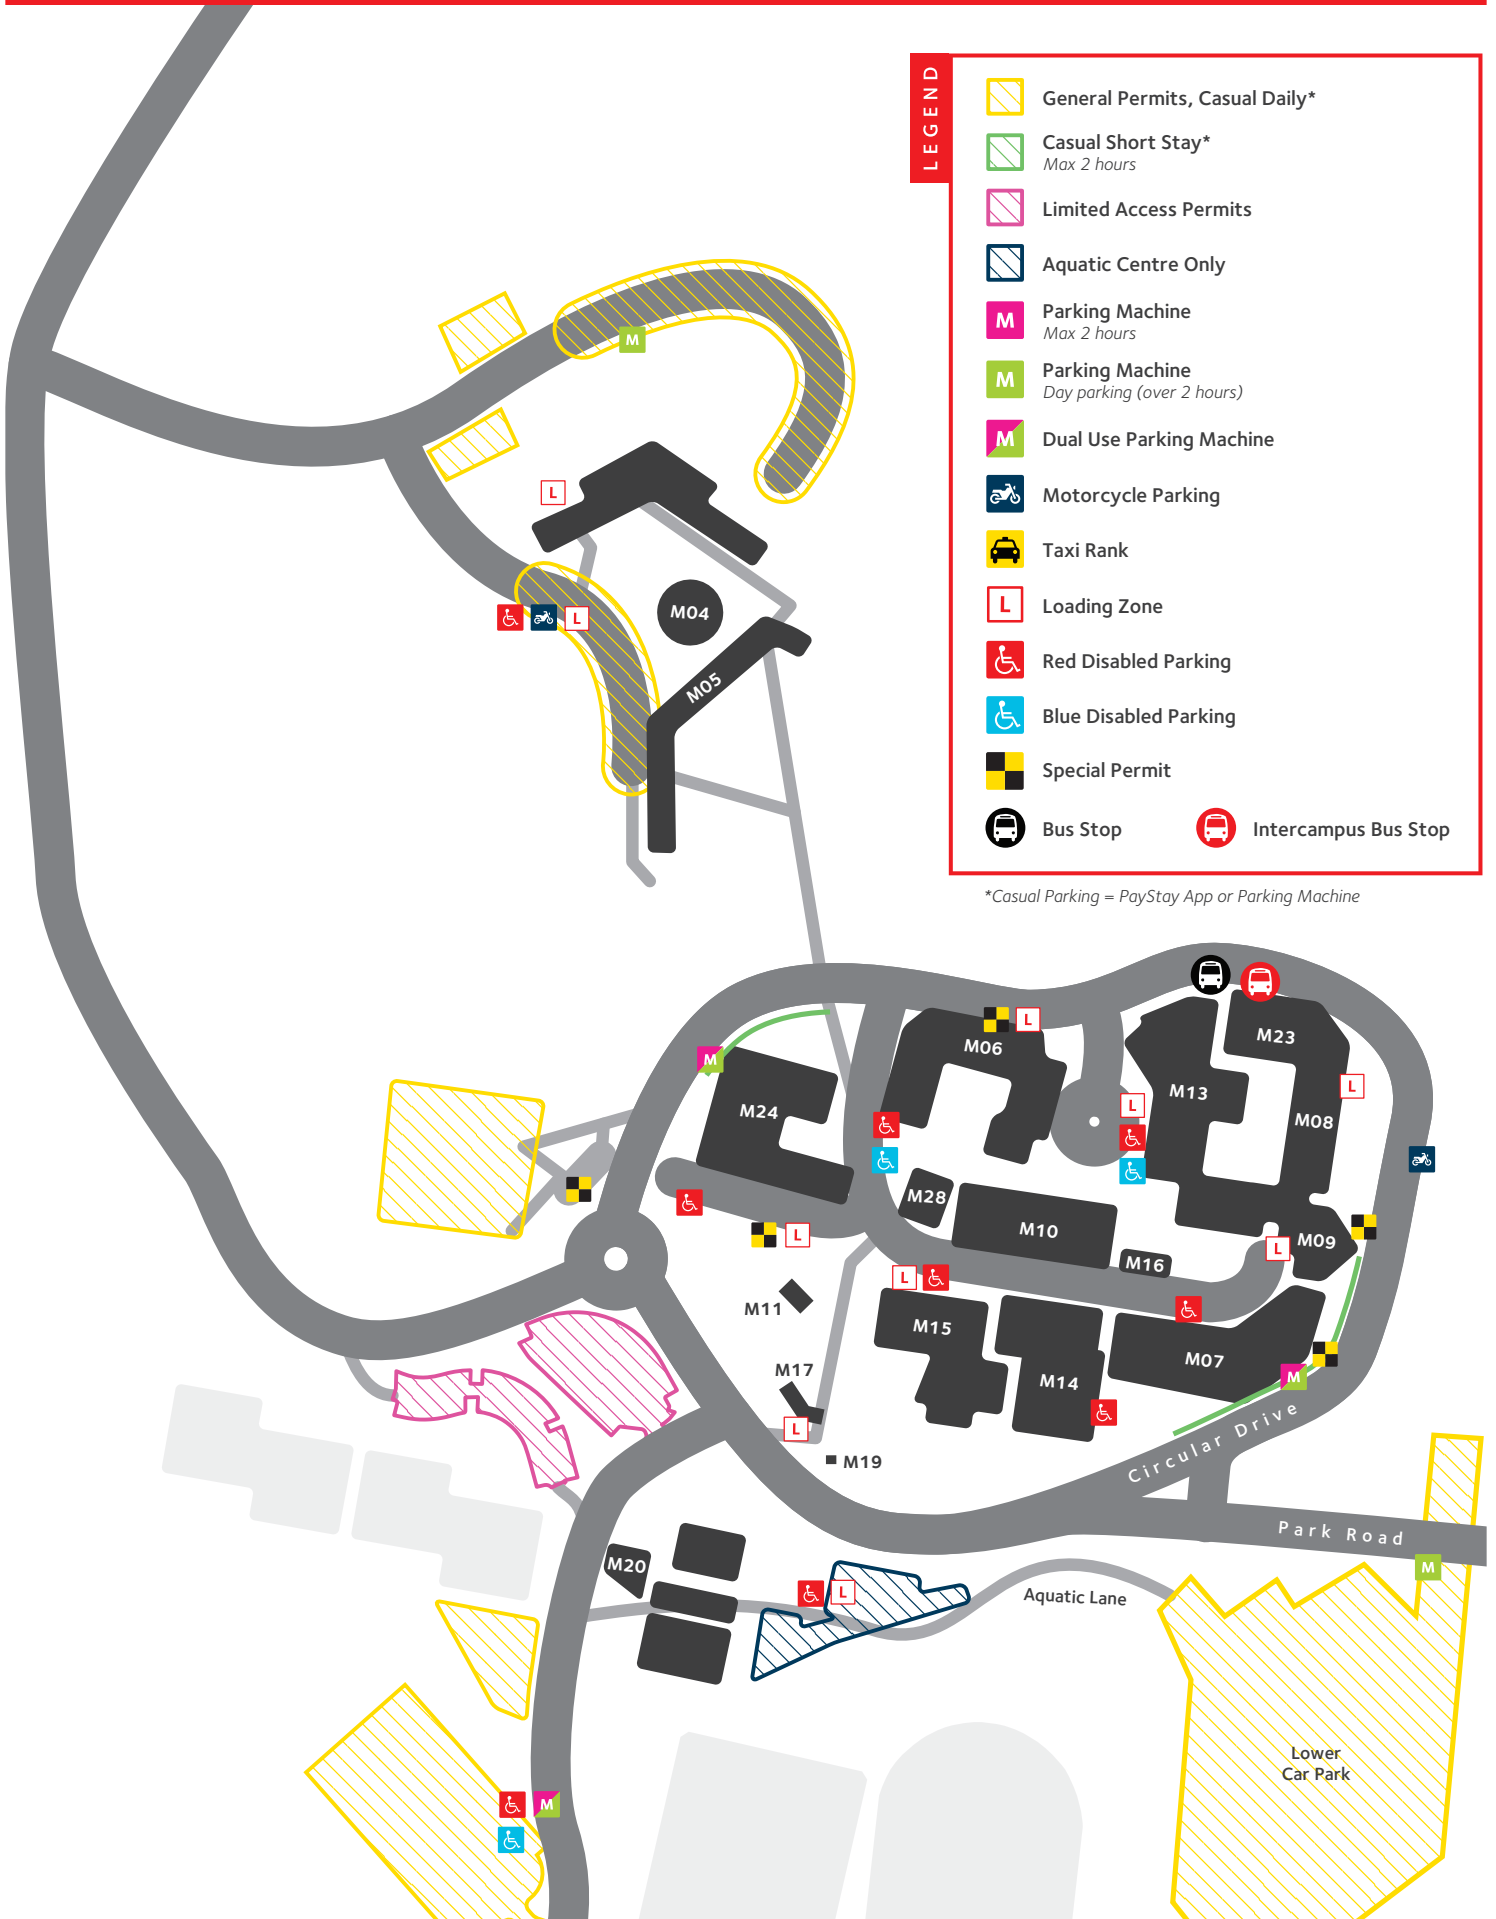 LEGEND
General Permits, Casual Daily*
Casual Short Stay*
Max 2 hours
Limited Access Permits
Aquatic Centre Only
M
Parking Machine
Max 2 hours
M
Parking Machine
Day parking (over 2 hours)
M
Dual Use Parking Machine
Motorcycle Parking
Taxi Rank
L
Loading Zone
Red Disabled Parking
Blue Disabled Parking
Special Permit
Bus Stop
Intercampus Bus Stop
*Casual Parking = PayStay App or Parking Machine
M
L
L
M04
M05
L
M06
M23
M
M24
M13
L
L
M08
M28
M10
L
M09
L
M16
L
M11
M15
M07
M17
M14
M
L
Circular Drive
M19
Park Road
M20
M
L
Aquatic Lane
Lower
Car Park
M